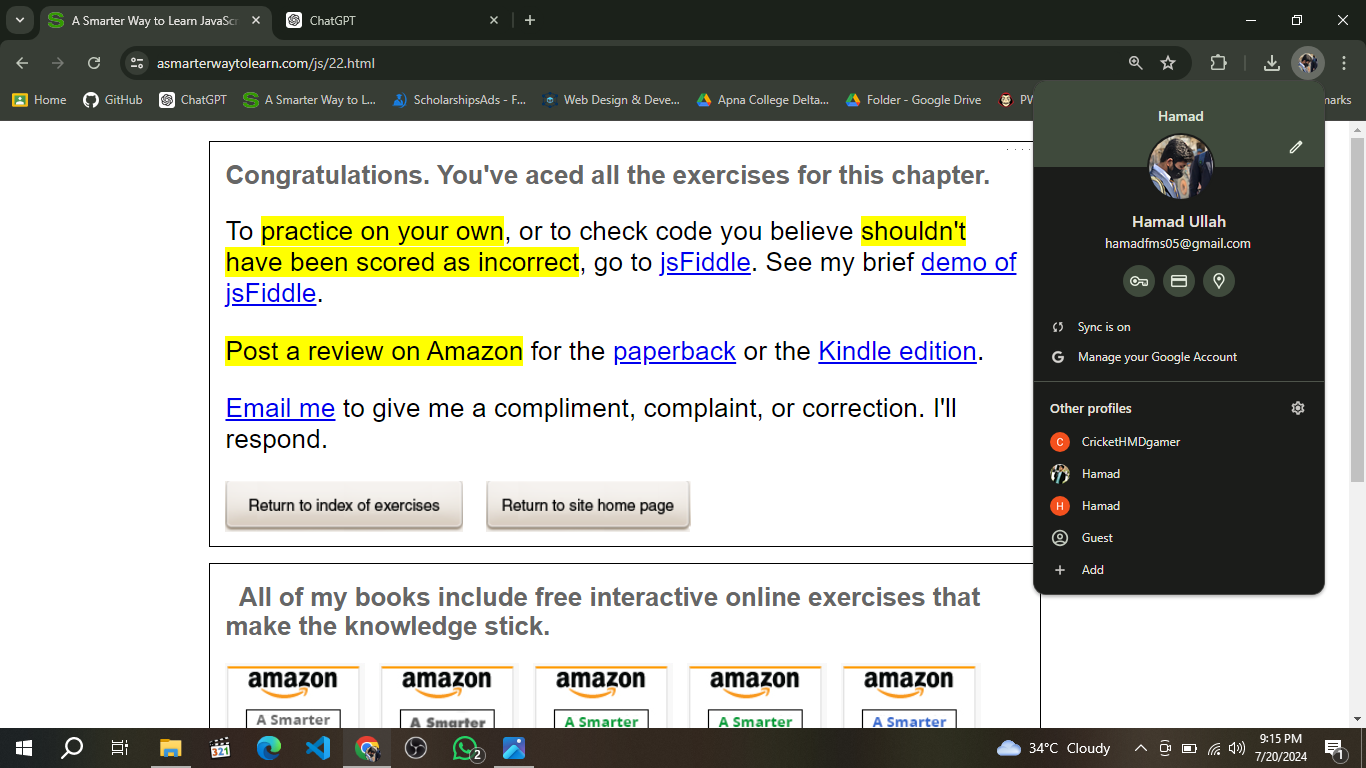 A Smarter Way to Learn JavaScr
ChatGPT
asmarterwaytolearn.com/js/22.html
Home
GitHub
ChatGPT
A Smarter Way to L...
ScholarshipsAds - F...
Web Design & Deve...
Apna College Delta...
Folder - Google Drive
marks
Congratulations. You've aced all the exercises for this chapter.
To practice on your own, or to check code you believe shouldn't
have been scored as incorrect, go to jsFiddle. See my brief demo of
jsFiddle.
Post a review on Amazon for the paperback or the Kindle edition.
Email me to give me a compliment, complaint, or correction. I'll
respond.
Return to index of exercises
Return to site home page
All of my books include free interactive online exercises that
make the knowledge stick.
amazon
A Smarter
amazon
A Smarter
amazon
A Smarter
amazon
A Smarter
amazon
A Smarter
Hamad
Hamad Ullah
hamadfms05@gmail.com
Sync is on
Manage your Google Account
Other profiles
C CricketHMDgamer
Hamad
H Hamad
Guest
Add
321
2
34°C Cloudy
9:15 PM
7/20/2024
1